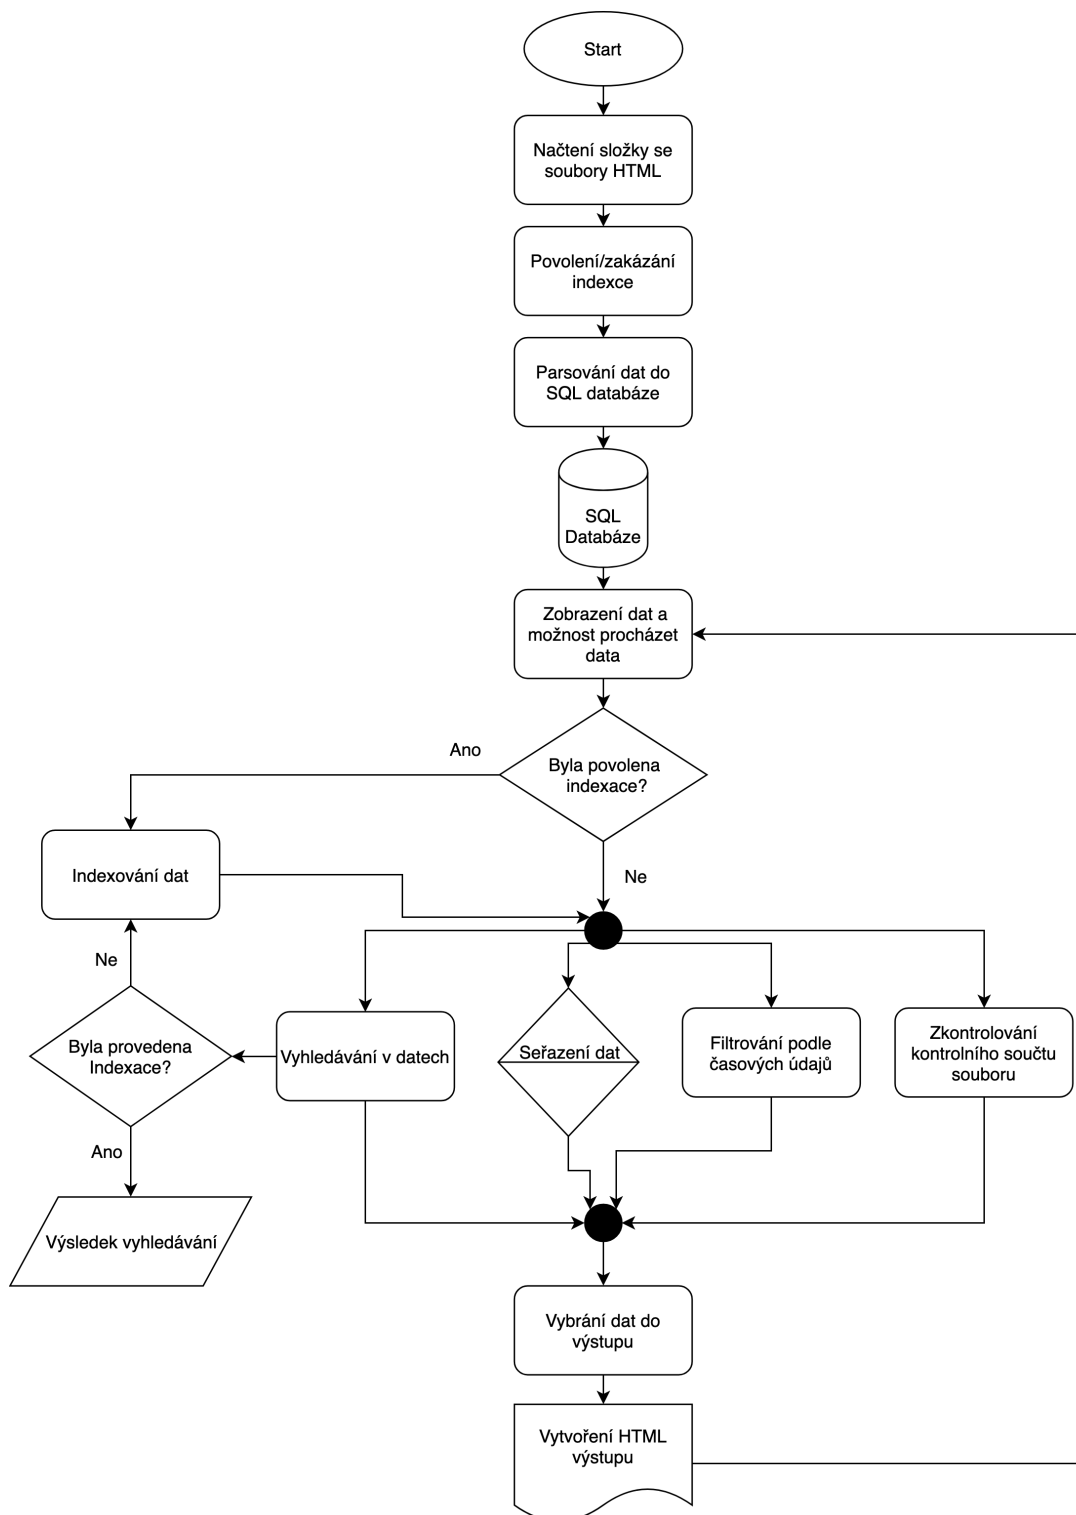 Start
Načtení složky se
soubory HTML
Povolení/zakázání
indexce
Parsování dat do
SQL databáze
SQL
Databáze
Zobrazení dat a
možnost procházet
data
Ano
Byla povolena
indexace?
Indexování dat
Ne
Ne
Byla provedena
Indexace?
Vyhledávání v datech
Seřazení dat
Filtrování podle
časových údajů
Zkontrolování
kontrolního součtu
souboru
Ano
Výsledek vyhledávání
Vybrání dat do
výstupu
Vytvoření HTML
výstupu